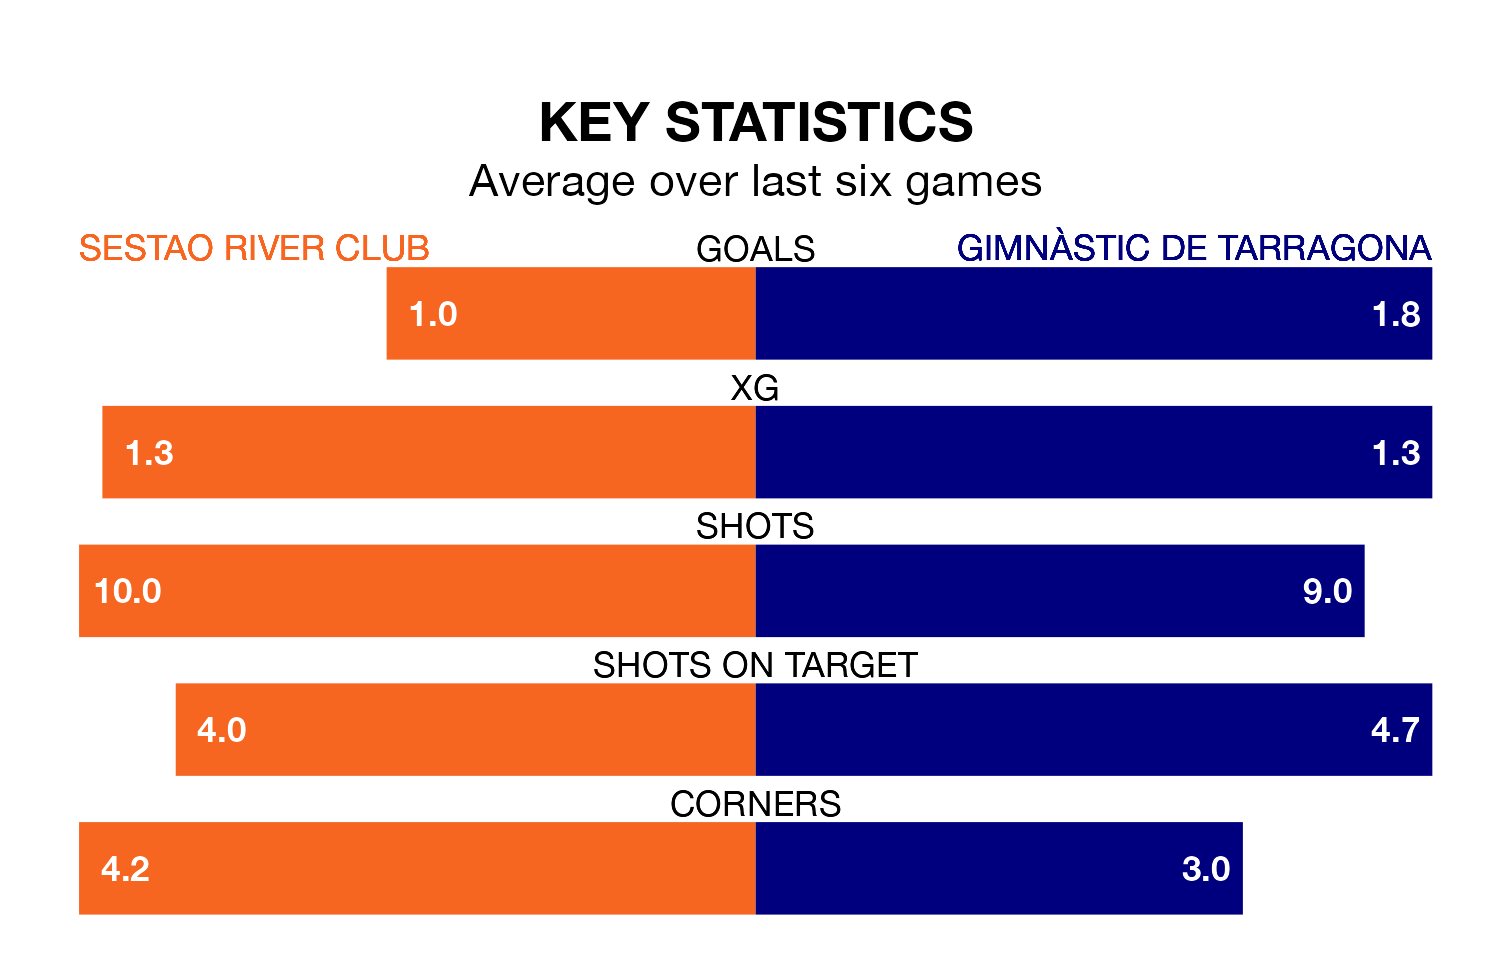 KEY STATISTICS
Average over last six games
SESTAO RIVER CLUB GOALS GIMNÀSTIC DE TARRAGONA
1.0 1.8
XG
1.3 1.3
SHOTS
10.0 9.0
SHOTS ON TARGET
4.0 4.7
CORNERS
4.2 3.0